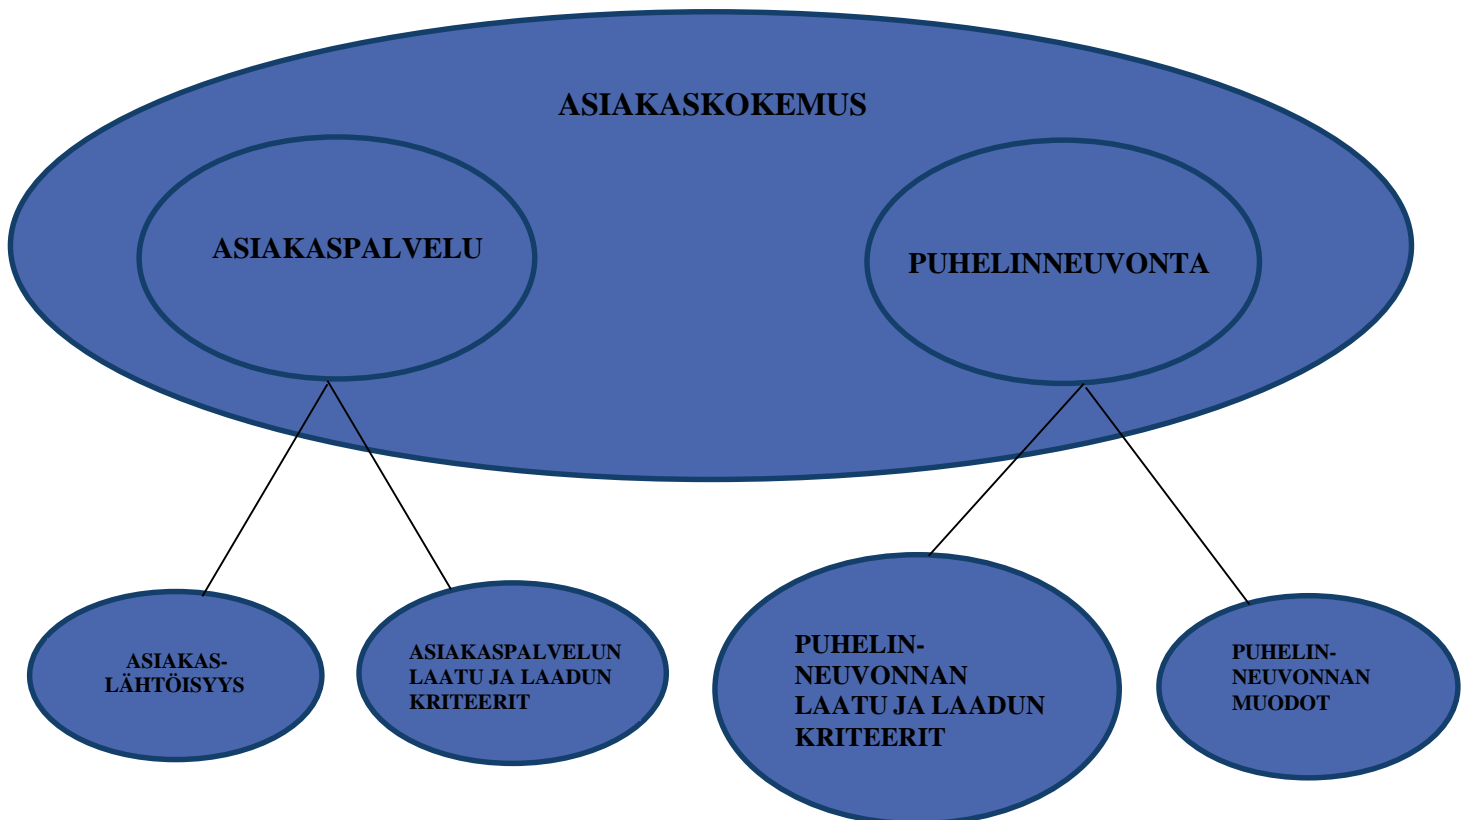 ASIAKASKOKEMUS
ASIAKASPALVELU
PUHELINNEUVONTA
ASIAKAS-
LÄHTÖISYYS
ASIAKASPALVELUN
LAATU JA LAADUN
KRITEERIT
PUHELIN-
NEUVONNAN
LAATU JA LAADUN
KRITEERIT
PUHELIN-
NEUVONNAN
MUODOT